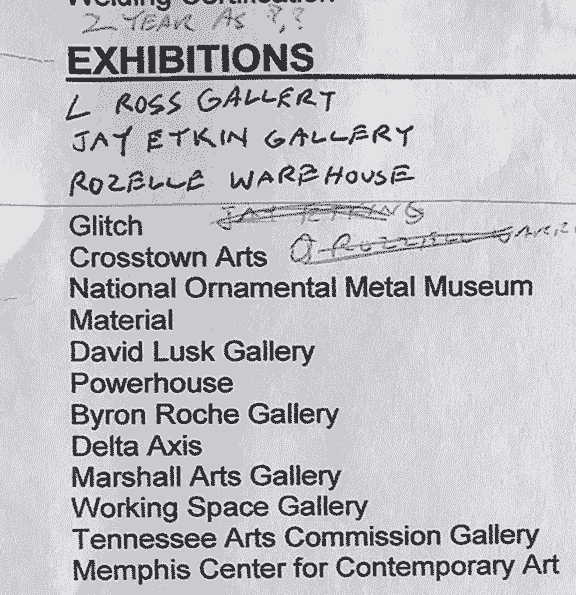 Welding Certification
2 YEAR AS ?,?
EXHIBITIONS
L ROSS GALLERY
JAY ETKIN GALLERY
ROZELLE WAREHOUSE
Glitch
Crosstown Arts
National Ornamental Metal Museum
Material
David Lusk Gallery
Powerhouse
Byron Roche Gallery
Delta Axis
Marshall Arts Gallery
Working Space Gallery
Tennessee Arts Commission Gallery
Memphis Center for Contemporary Art